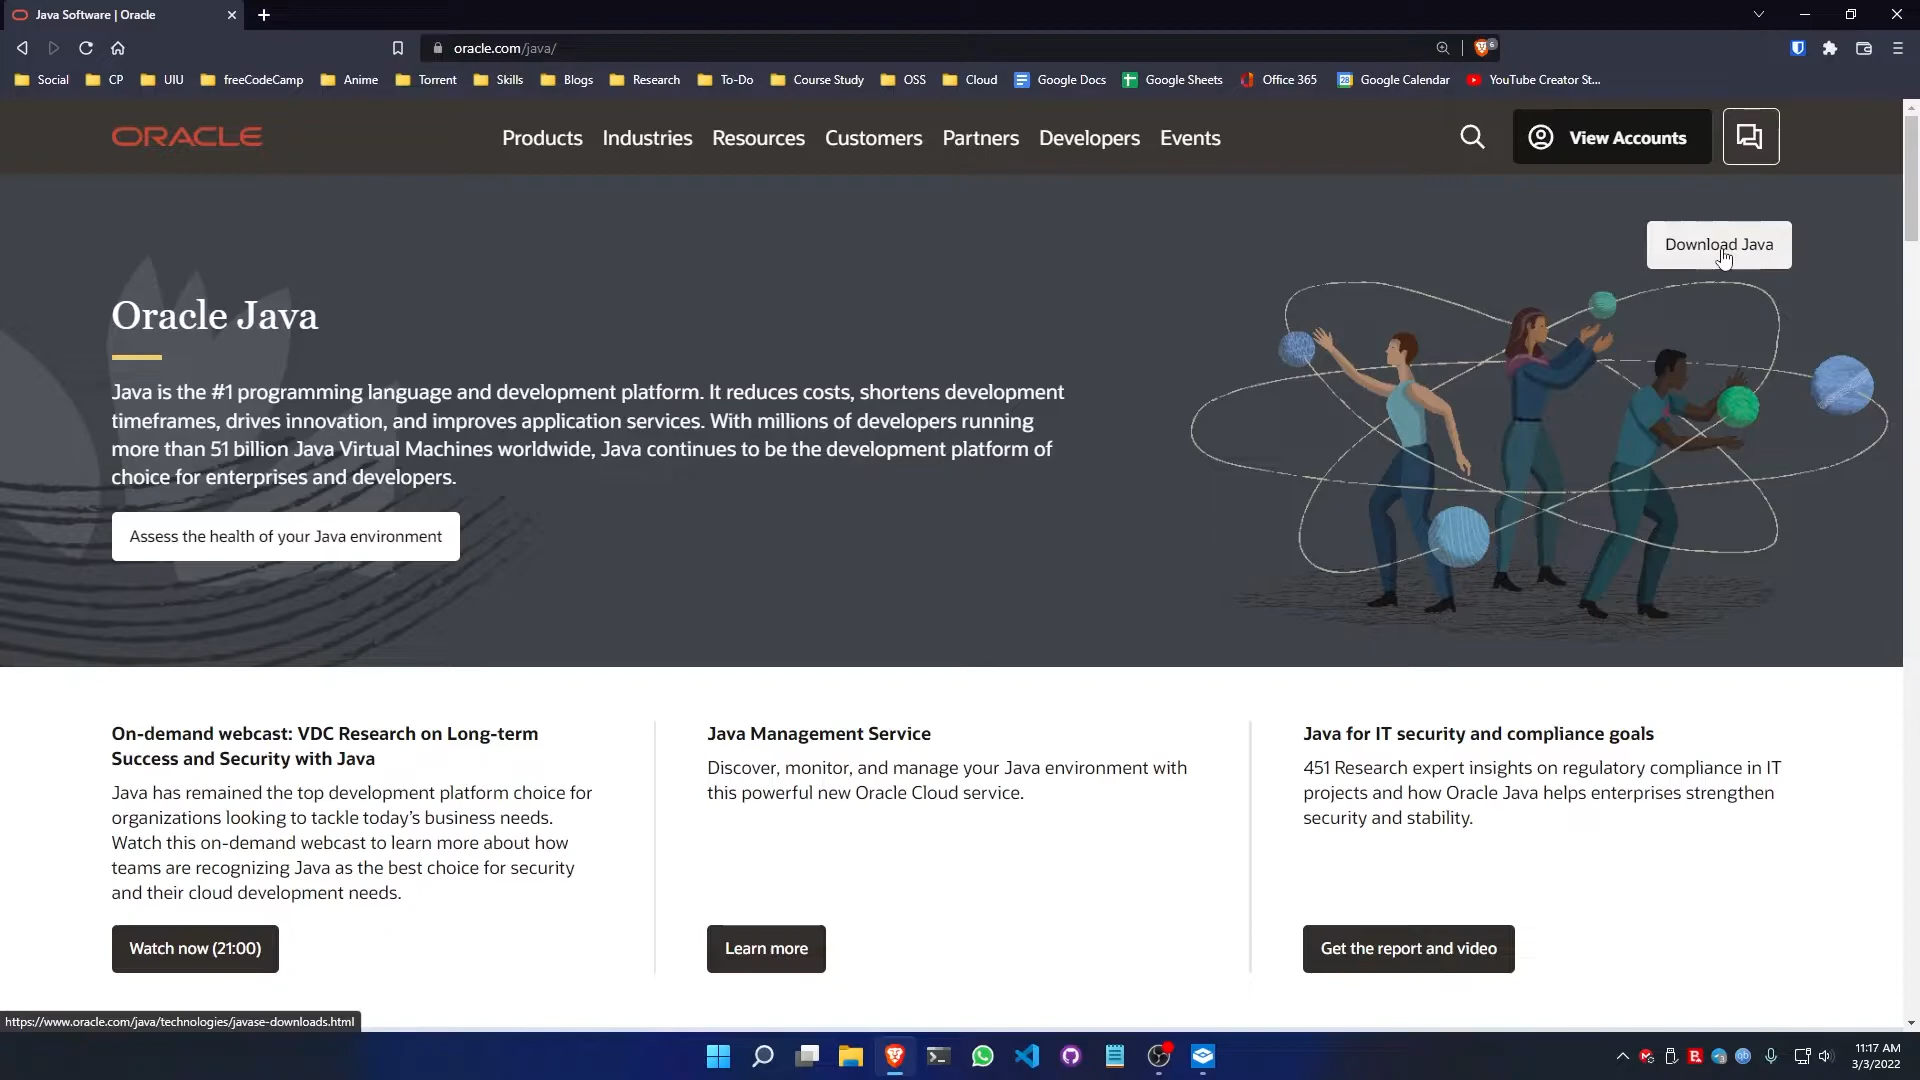 Java Software | Oracle
oracle.com/java/
6
Social
CP
UIU
freeCodeCamp
Anime
Torrent
Skills
Blogs
Research
To-Do
Course Study
OSS
Cloud
Google Docs
Google Sheets
Office 365
28
Google Calendar
YouTube Creator St...
ORACLE
Products
Industries
Resources
Customers
Partners
Developers
Events
View Accounts
Download Java
Oracle Java
Java is the #1 programming language and development platform. It reduces costs, shortens development
timeframes, drives innovation, and improves application services. With millions of developers running
more than 51 billion Java Virtual Machines worldwide, Java continues to be the development platform of
choice for enterprises and developers.
Assess the health of your Java environment
On-demand webcast: VDC Research on Long-term
Success and Security with Java
Java has remained the top development platform choice for
organizations looking to tackle today’s business needs.
Watch this on-demand webcast to learn more about how
teams are recognizing Java as the best choice for security
and their cloud development needs.
Watch now (21:00)
Java Management Service
Discover, monitor, and manage your Java environment with
this powerful new Oracle Cloud service.
Learn more
Java for IT security and compliance goals
451 Research expert insights on regulatory compliance in IT
projects and how Oracle Java helps enterprises strengthen
security and stability.
Get the report and video
https://www.oracle.com/java/technologies/javase-downloads.html
11:17 AM
3/3/2022